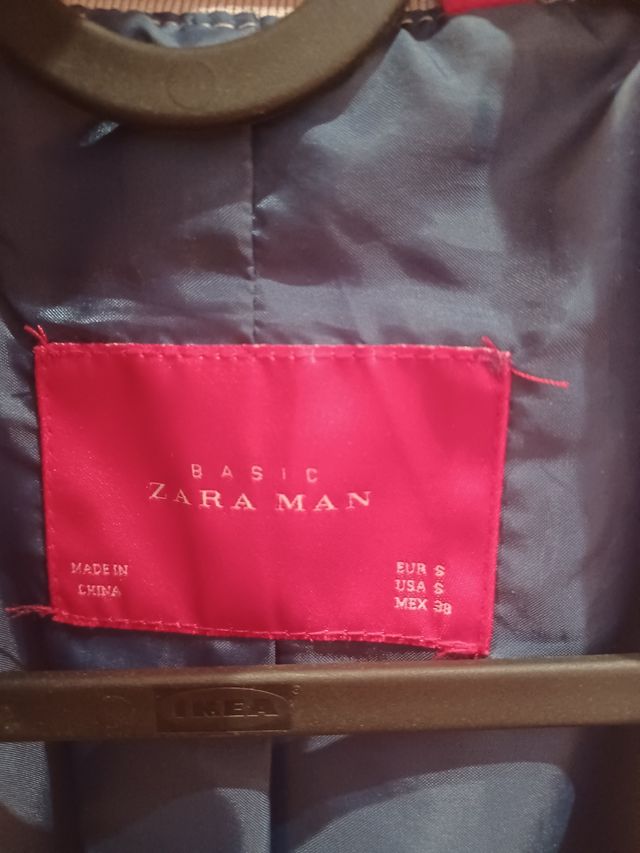 BASIC
ZARA MAN
MADE IN
CHINA
EUR S
USA S
MEX 38
IKEA